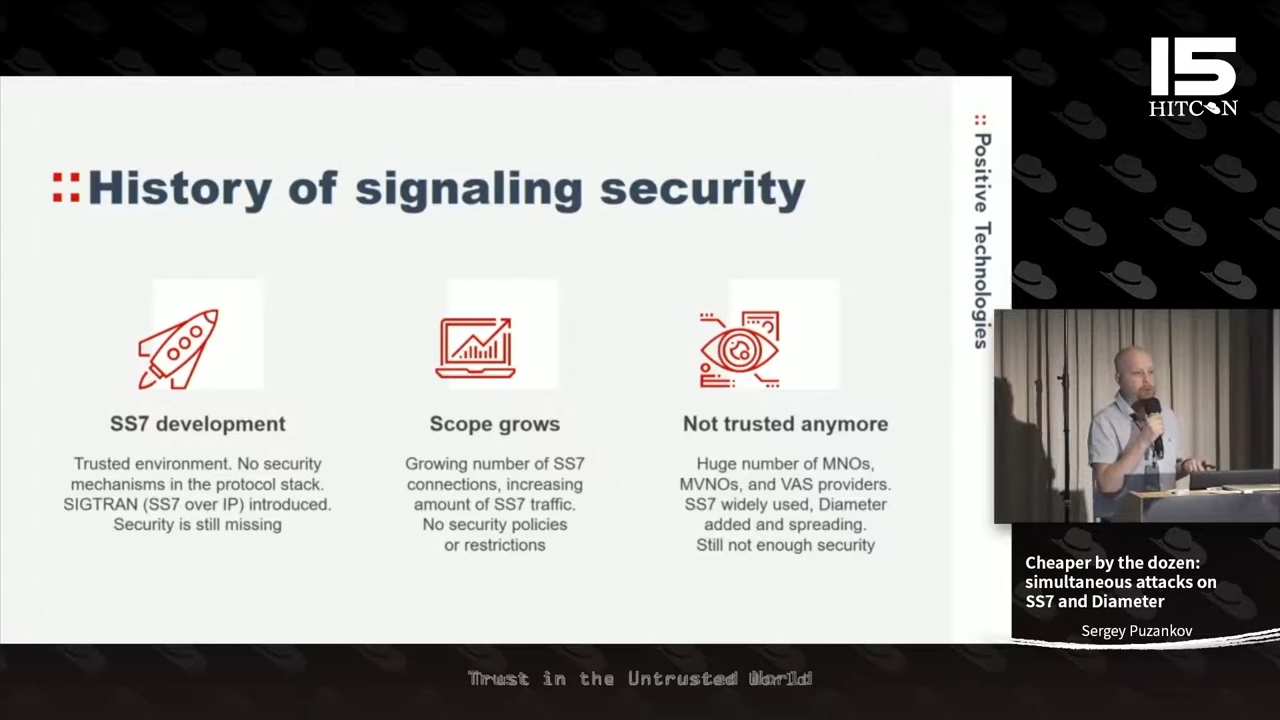 15
HITCON
:: Positive Technologies
::History of signaling security
SS7 development
Trusted environment. No security
mechanisms in the protocol stack.
SIGTRAN (SS7 over IP) introduced.
Security is still missing
Scope grows
Growing number of SS7
connections, increasing
amount of SS7 traffic.
No security policies
or restrictions
Not trusted anymore
Huge number of MNOs,
MVNOs, and VAS providers.
SS7 widely used, Diameter
added and spreading.
Still not enough security
Cheaper by the dozen:
simultaneous attacks on
SS7 and Diameter
Sergey Puzankov
Trust in the Untrusted World